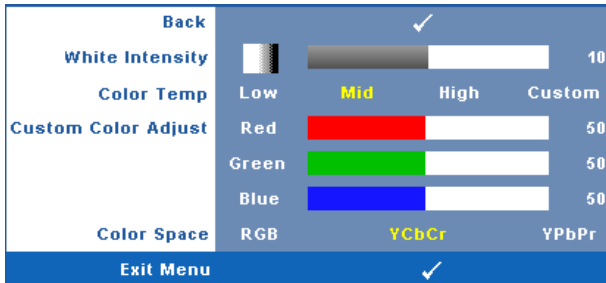 Back
White Intensity 10
Color Temp Low Mid High Custom
Custom Color Adjust Red 50
Green 50
Blue 50
Color Space RGB YCbCr YPbPr
Exit Menu